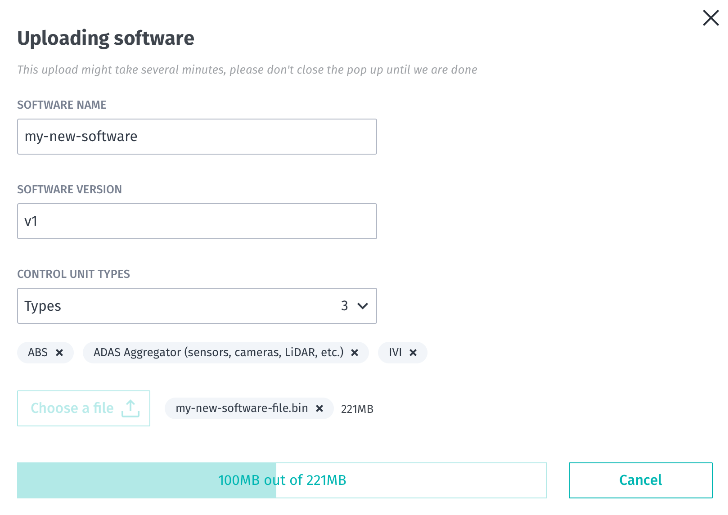 Uploading software
This upload might take several minutes, please don't close the pop up until we are done
SOFTWARE NAME
my-new-software
SOFTWARE VERSION
v1
CONTROL UNIT TYPES
Types 3
ABS × ADAS Aggregator (sensors, cameras, LiDAR, etc.) × IVI ×
Choose a file my-new-software-file.bin × 221MB
100MB out of 221MB Cancel